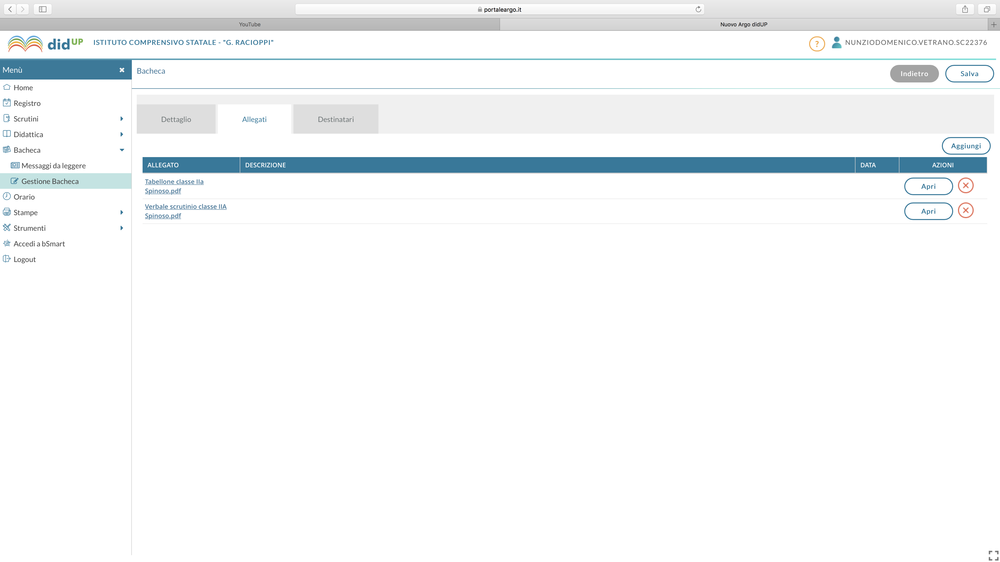 portaleargo.it
YouTube
Nuovo Argo didUP
didUP
ISTITUTO COMPRENSIVO STATALE - "G. RACIOPPI"
?
NUNZIODOMENICO.VETRANO.SC22376
Menù
Bacheca
Indietro
Salva
Home
Registro
Scrutini
Didattica
Bacheca
Messaggi da leggere
Gestione Bacheca
Orario
Stampe
Strumenti
Accedi a bSmart
Logout
Dettaglio
Allegati
Destinatari
Aggiungi
ALLEGATO
DESCRIZIONE
DATA
AZIONI
Tabellone classe IIa
Spinoso.pdf
Apri
Verbale scrutinio classe IIA
Spinoso.pdf
Apri